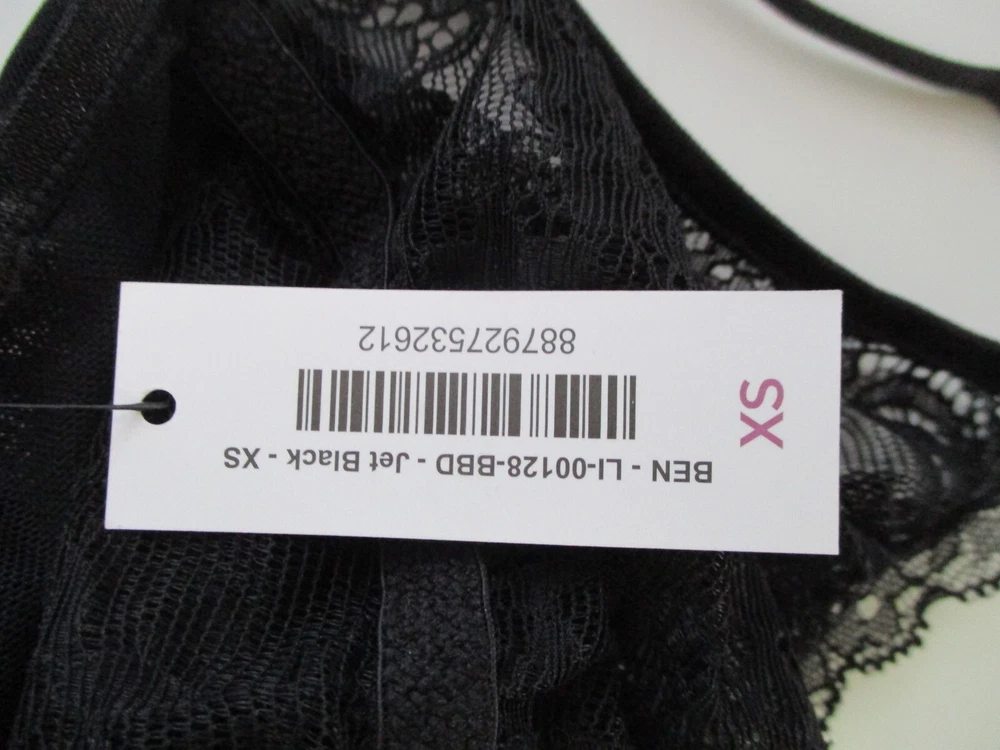 XS
BEN - LI-00128-BBD - Jet Black - XS
887927532612